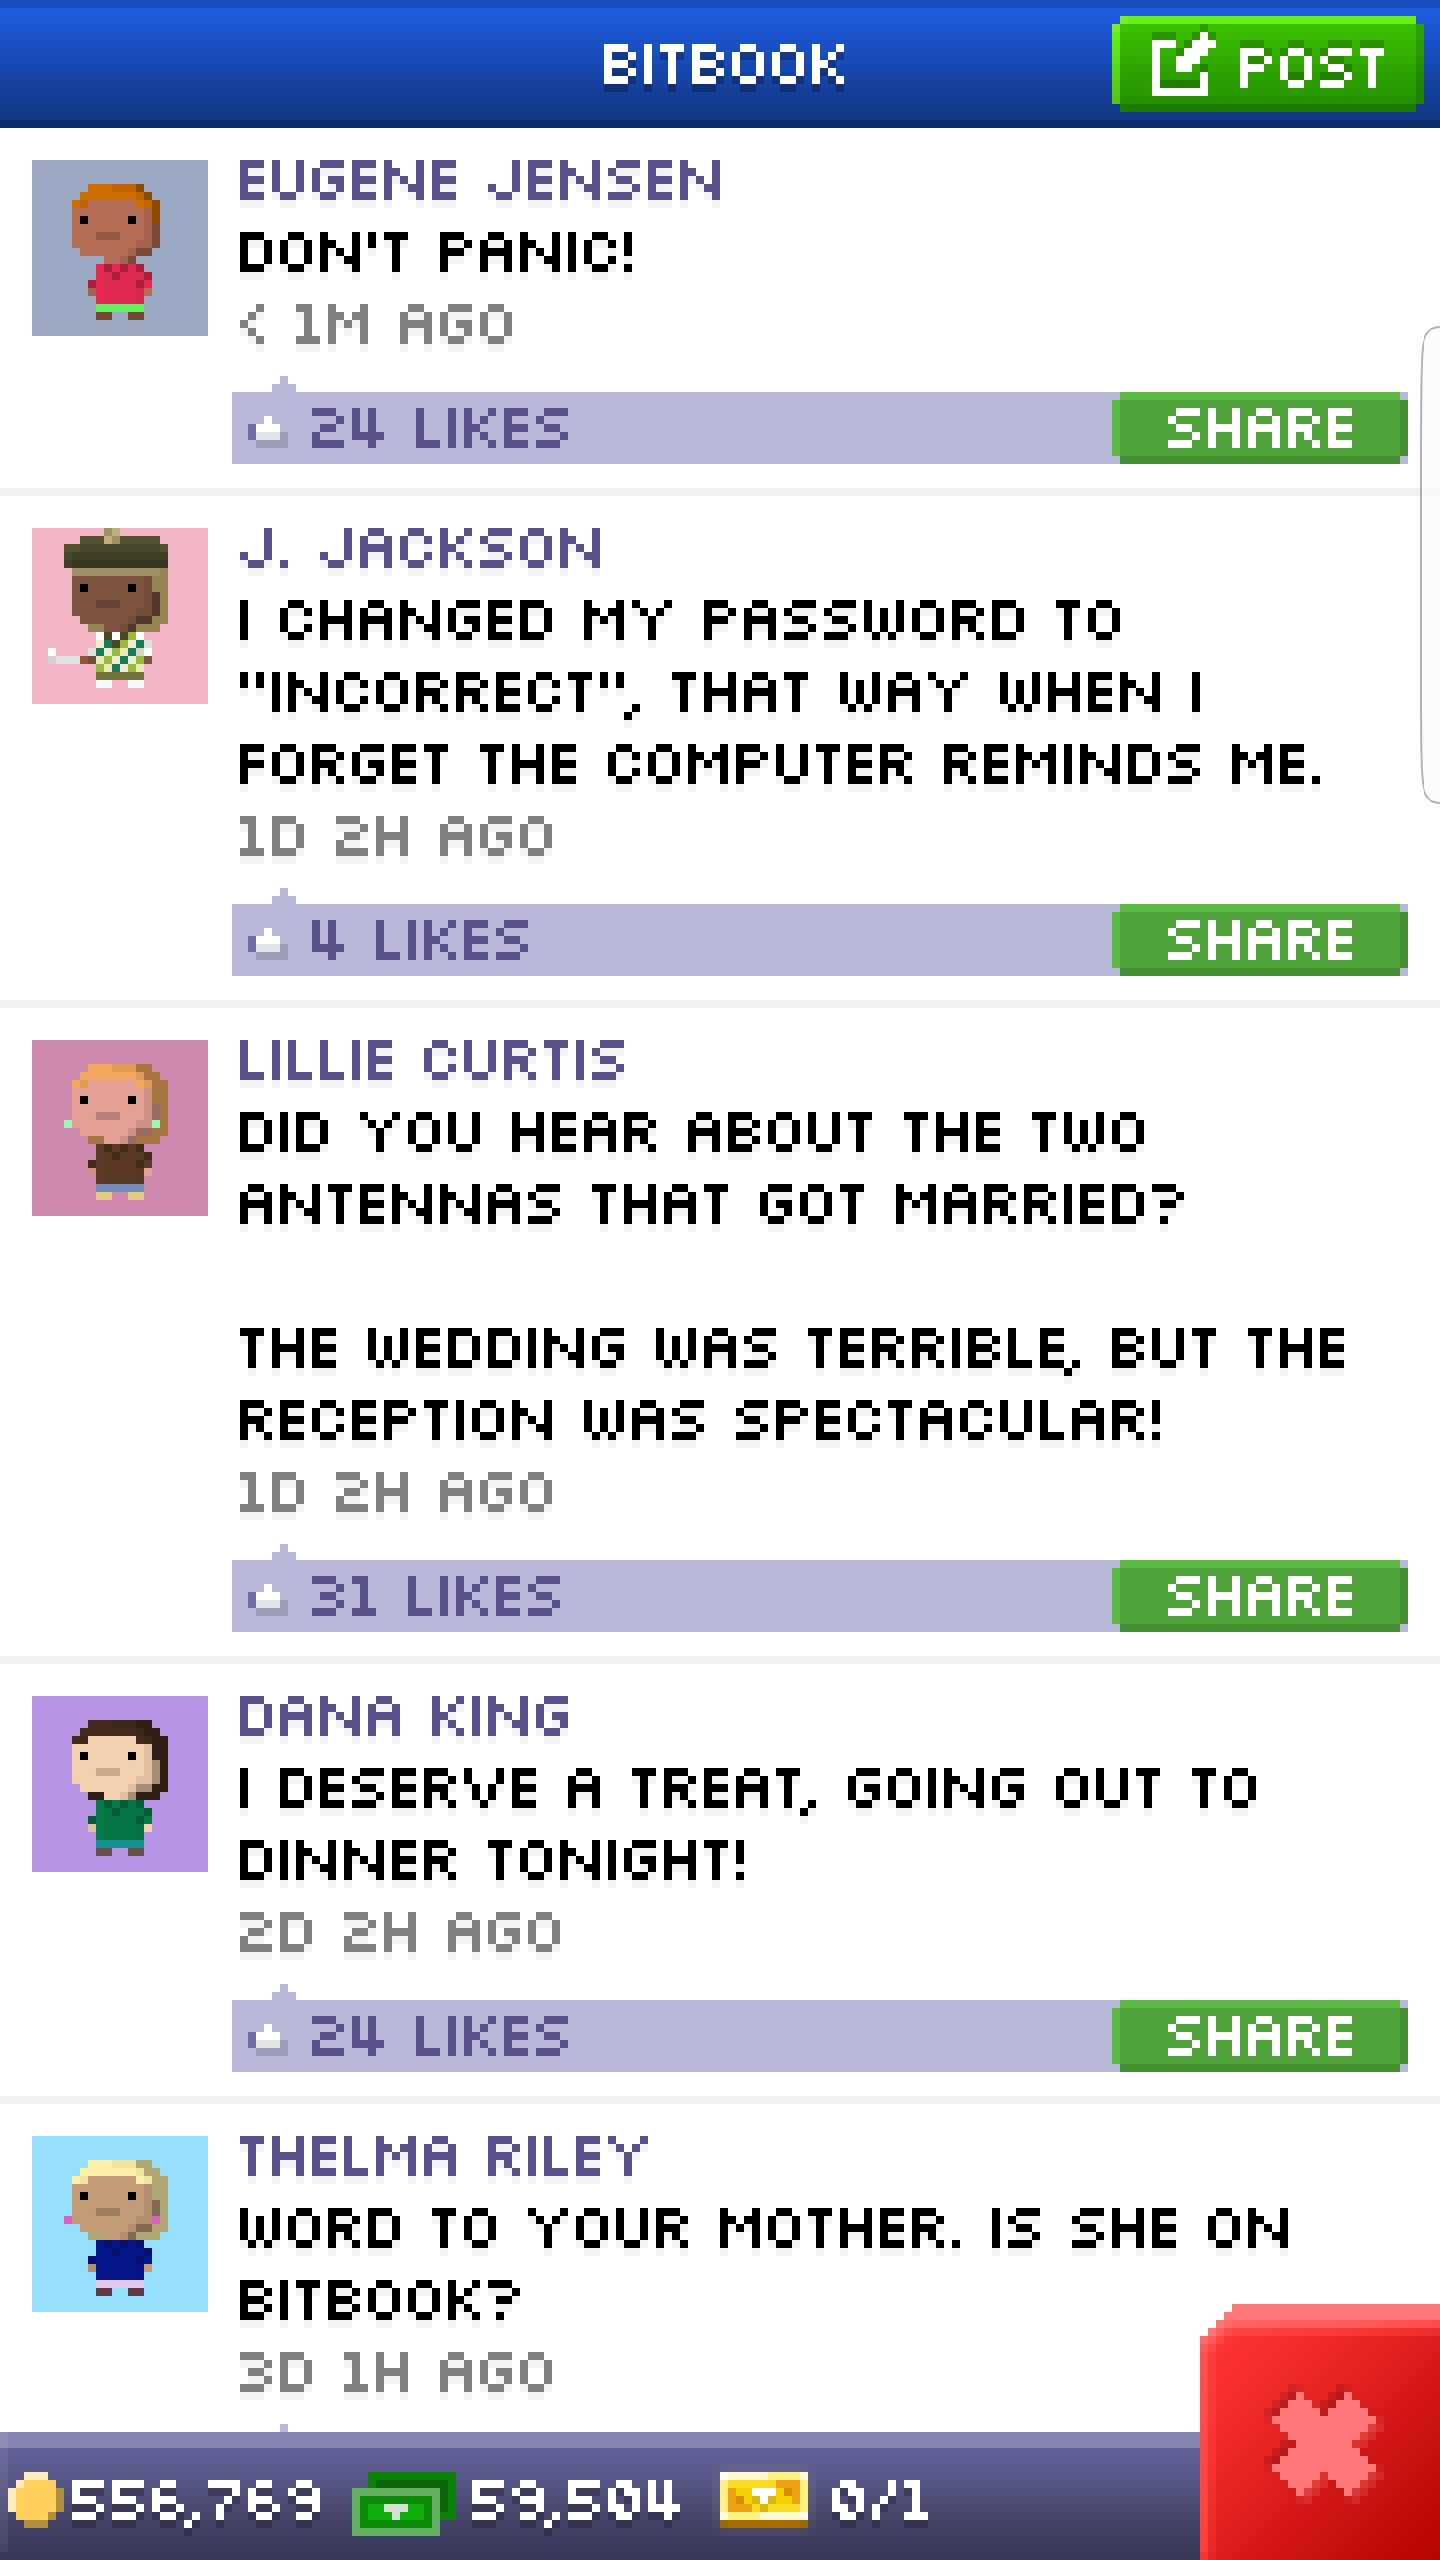 BITBOOK
POST
EUGENE JENSEN
DON'T PANIC!
< 1M AGO
24 LIKES
SHARE
J. JACKSON
I CHANGED MY PASSWORD TO
"INCORRECT", THAT WAY WHEN I
FORGET THE COMPUTER REMINDS ME.
1D 2H AGO
4 LIKES
SHARE
LILLIE CURTIS
DID YOU HEAR ABOUT THE TWO
ANTENNAS THAT GOT MARRIED?
THE WEDDING WAS TERRIBLE, BUT THE
RECEPTION WAS SPECTACULAR!
1D 2H AGO
31 LIKES
SHARE
DANA KING
I DESERVE A TREAT, GOING OUT TO
DINNER TONIGHT!
2D 2H AGO
24 LIKES
SHARE
THELMA RILEY
WORD TO YOUR MOTHER. IS SHE ON
BITBOOK?
3D 1H AGO
556,769 59,504 0/1